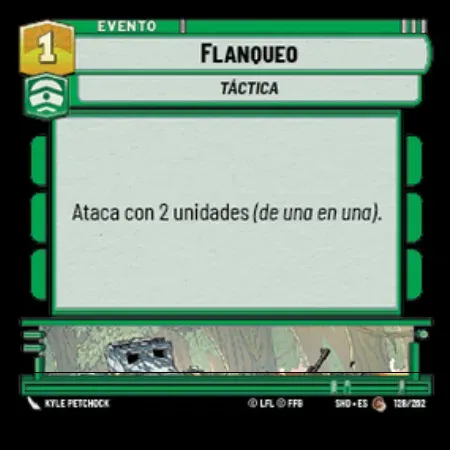 EVENTO
1
FLANQUEO
TÁCTICA
Ataca con 2 unidades (de una en una).
KYLE PETCHOCK © LFL © FFG SHD • ES 128/262